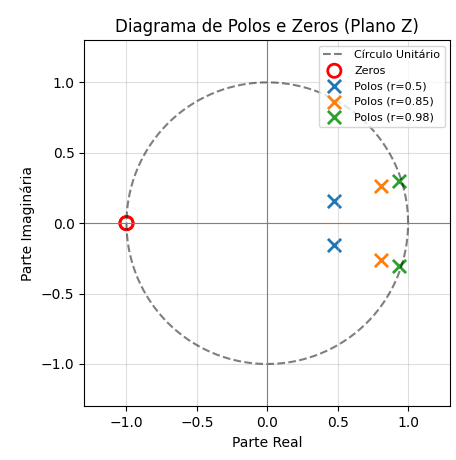 Diagrama de Polos e Zeros (Plano Z)
Círculo Unitário
Zeros
Polos (r=0.5)
Polos (r=0.85)
Polos (r=0.98)
1.0
0.5
0.0
−0.5
−1.0
Parte Imaginária
−1.0 −0.5 0.0 0.5 1.0
Parte Real